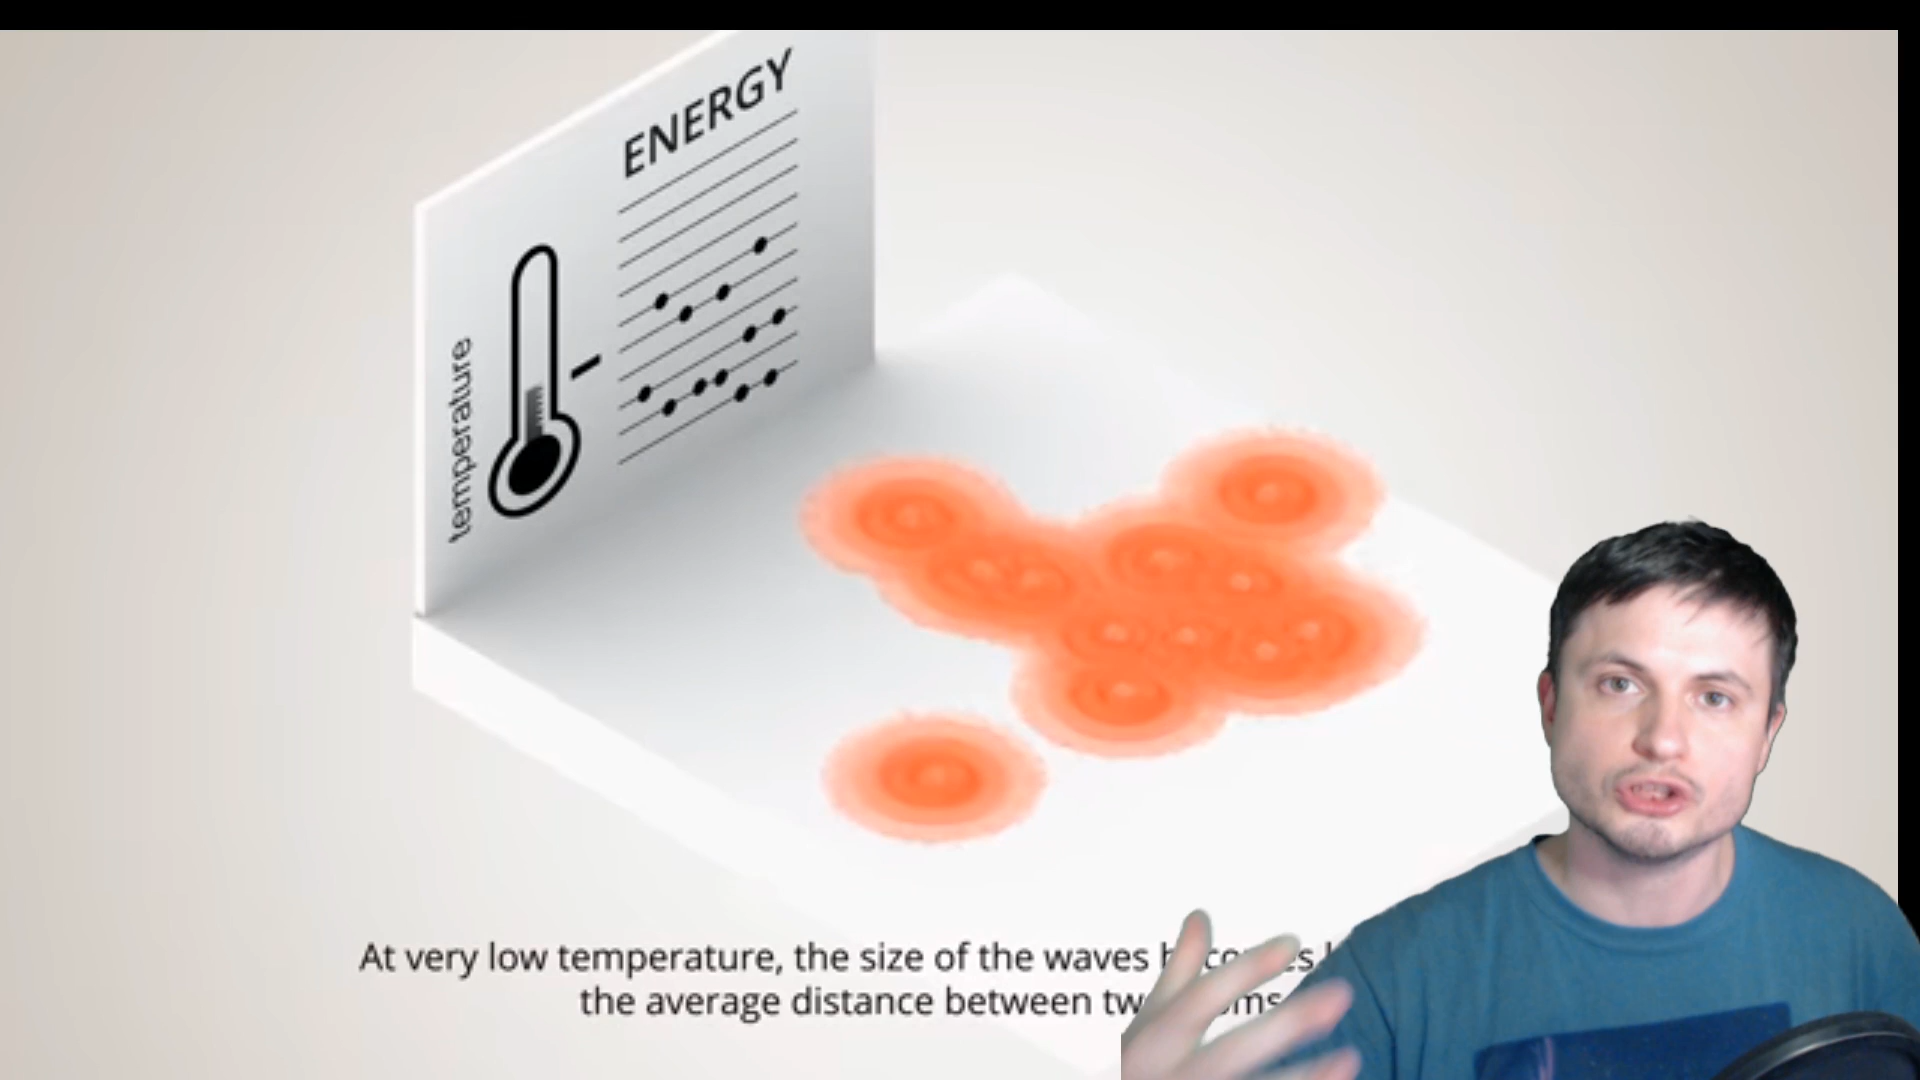 ENERGY
temperature
At very low temperature, the size of the waves
the average distance between